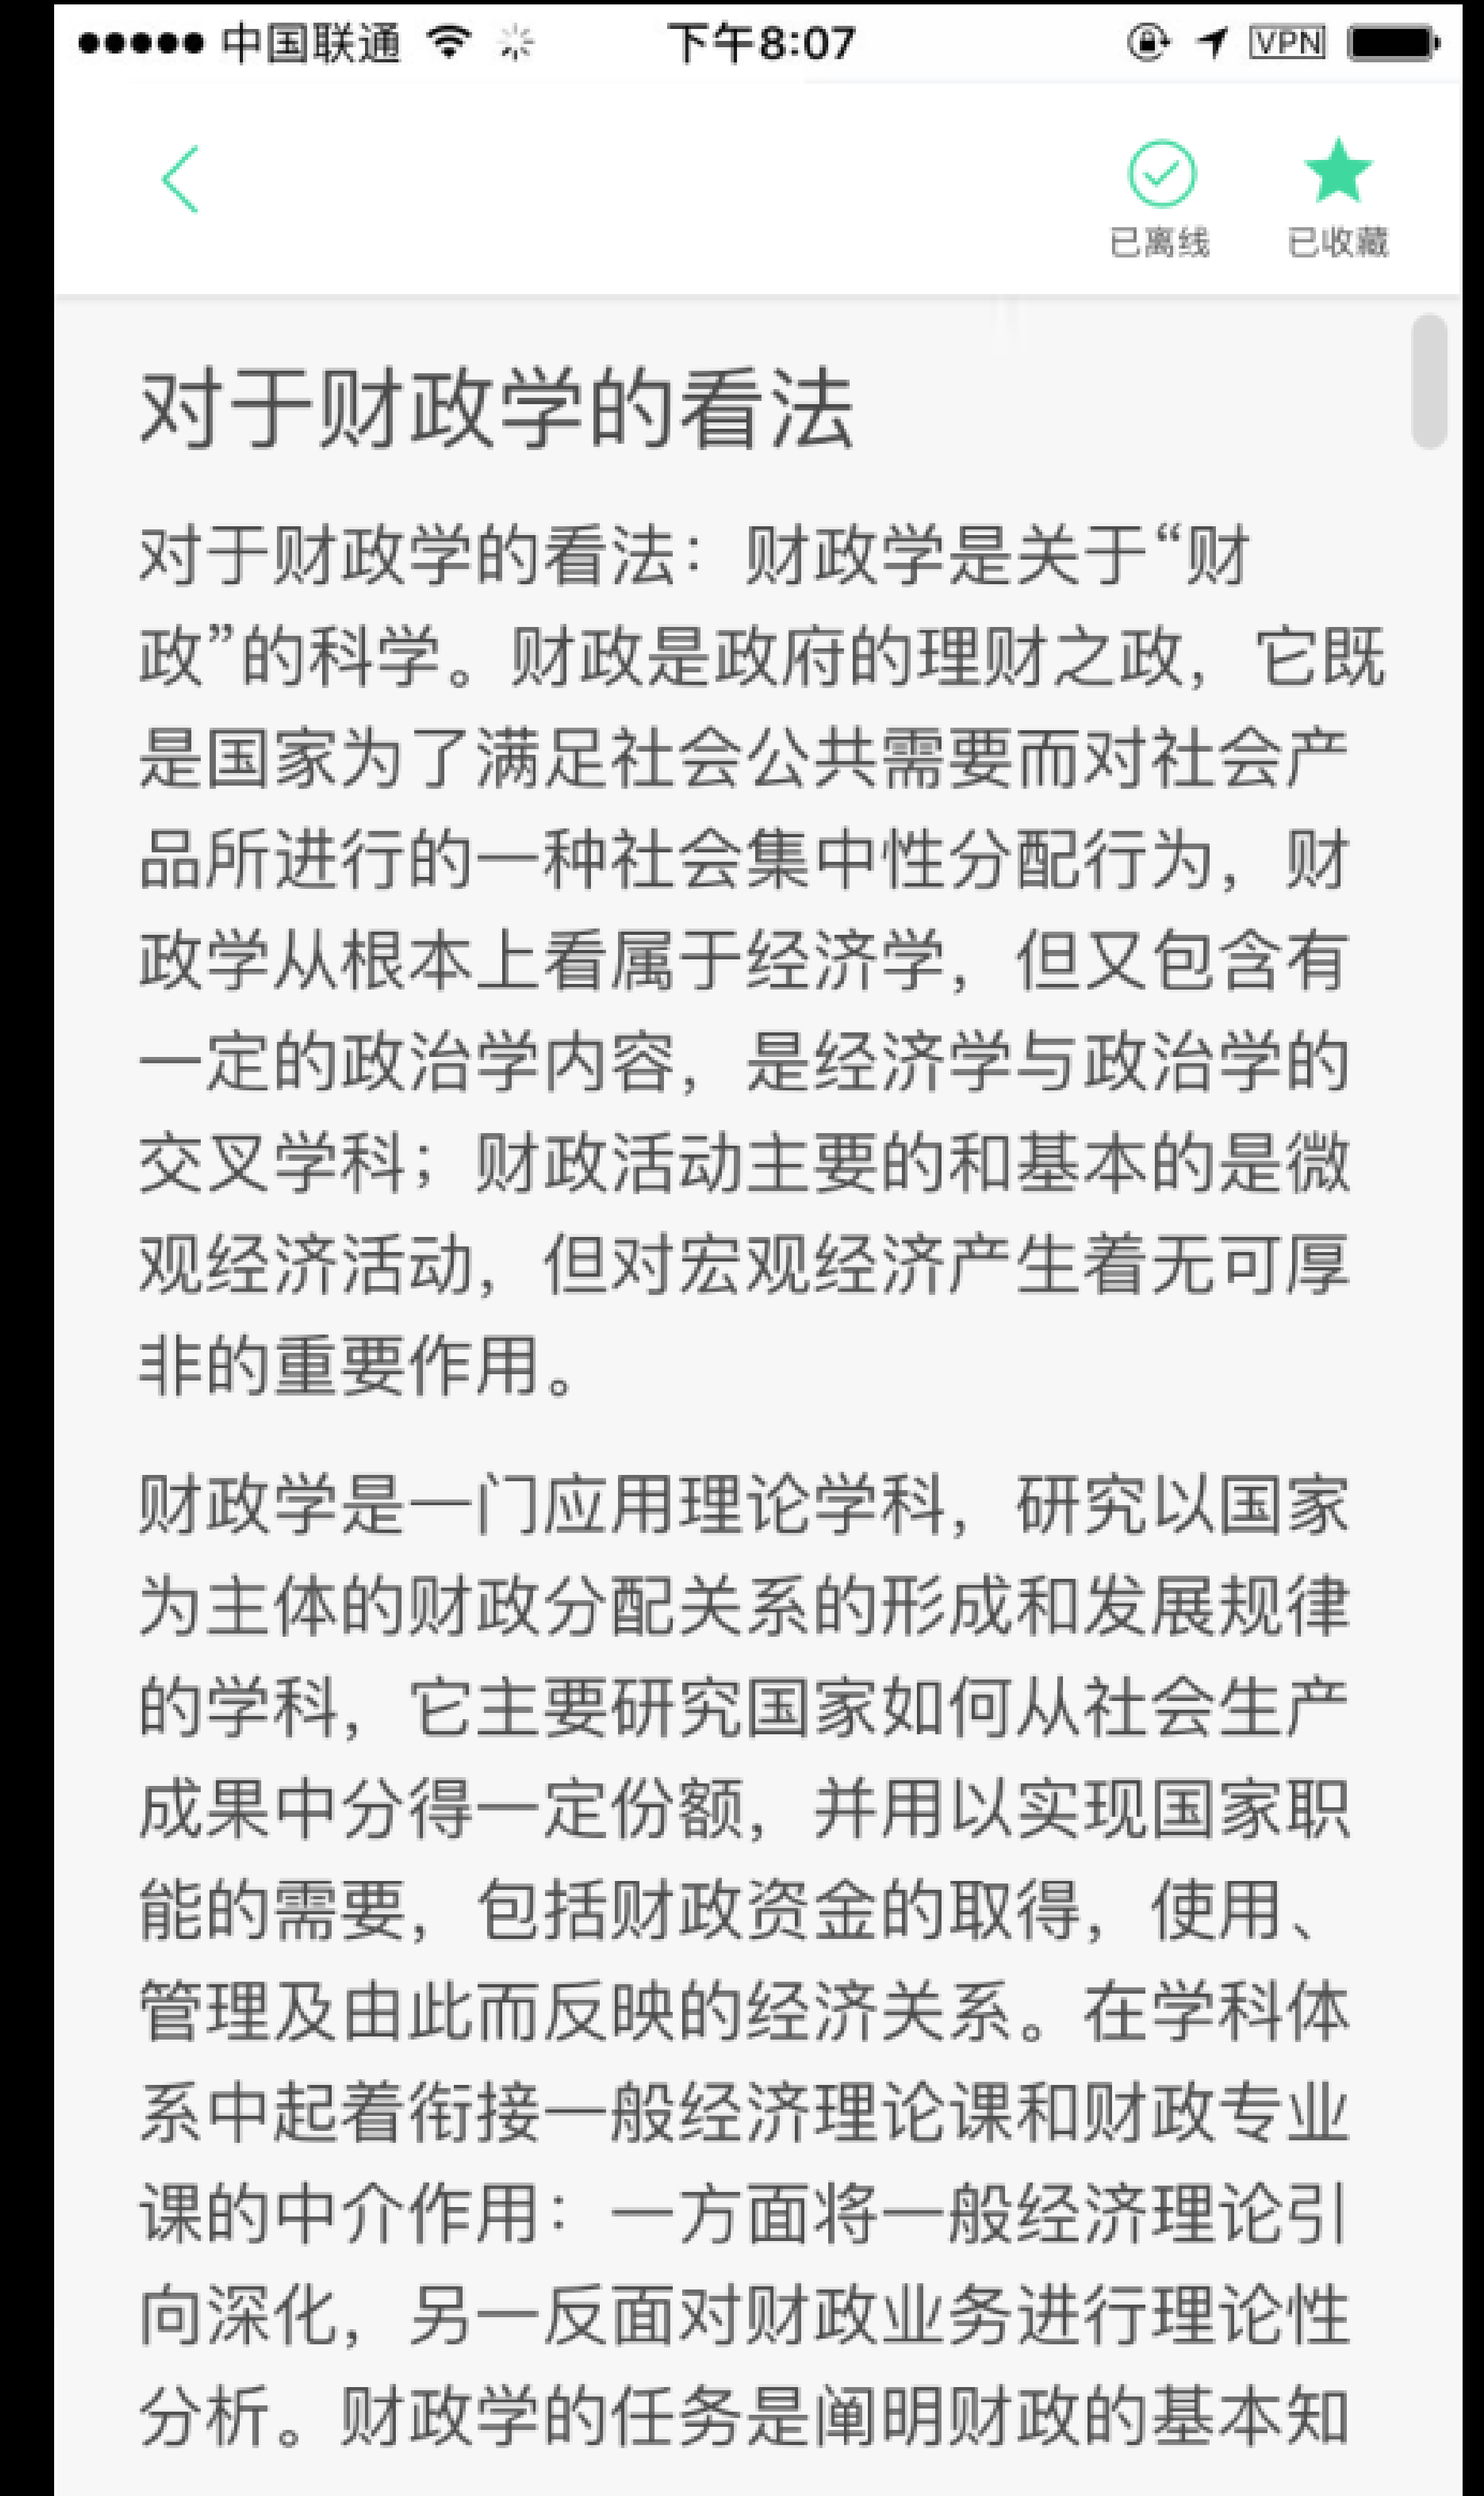 中国联通 下午8:07 VPN
已离线 已收藏
对于财政学的看法
对于财政学的看法：财政学是关于“财
政”的科学。财政是政府的理财之政，它既
是国家为了满足社会公共需要而对社会产
品所进行的一种社会集中性分配行为，财
政学从根本上看属于经济学，但又包含有
一定的政治学内容，是经济学与政治学的
交叉学科；财政活动主要的和基本的是微
观经济活动，但对宏观经济产生着无可厚
非的重要作用。
财政学是一门应用理论学科，研究以国家
为主体的财政分配关系的形成和发展规律
的学科，它主要研究国家如何从社会生产
成果中分得一定份额，并用以实现国家职
能的需要，包括财政资金的取得，使用、
管理及由此而反映的经济关系。在学科体
系中起着衔接一般经济理论课和财政专业
课的中介作用：一方面将一般经济理论引
向深化，另一反面对财政业务进行理论性
分析。财政学的任务是阐明财政的基本知